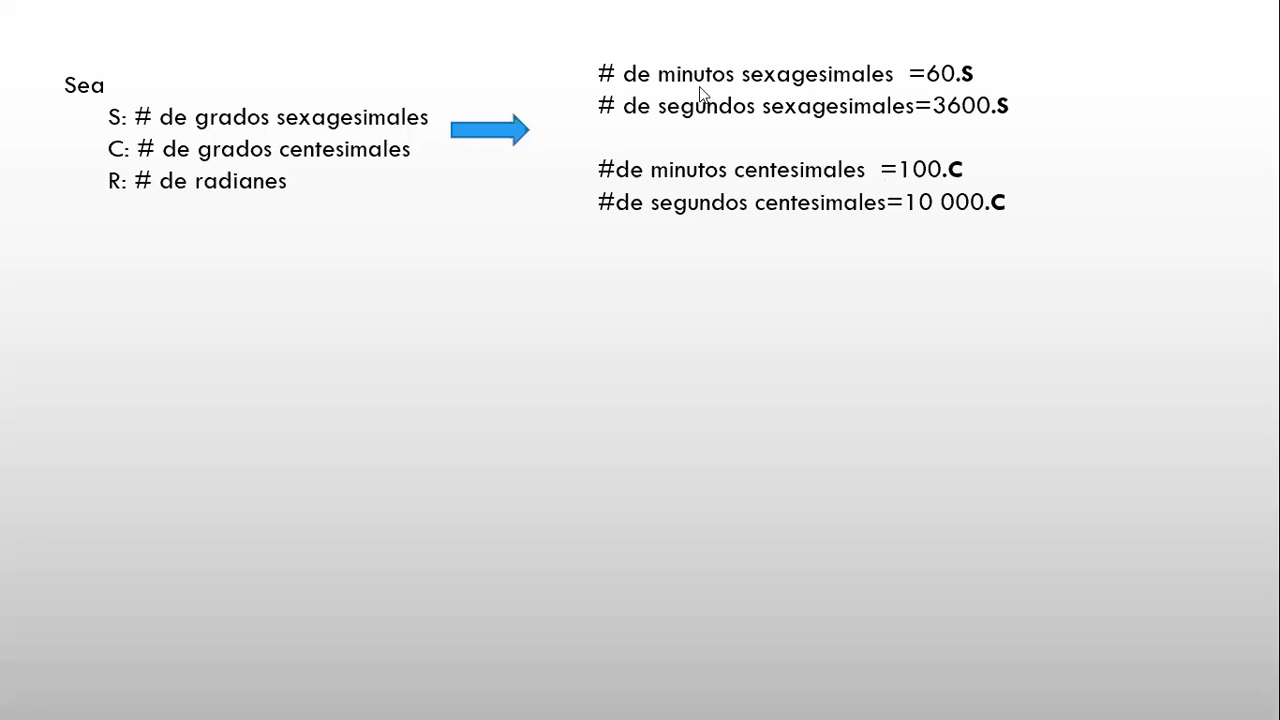 Sea
S: # de grados sexagesimales
C: # de grados centesimales
R: # de radianes
# de minutos sexagesimales =60.S
# de segundos sexagesimales=3600.S
#de minutos centesimales =100.C
#de segundos centesimales=10 000.C